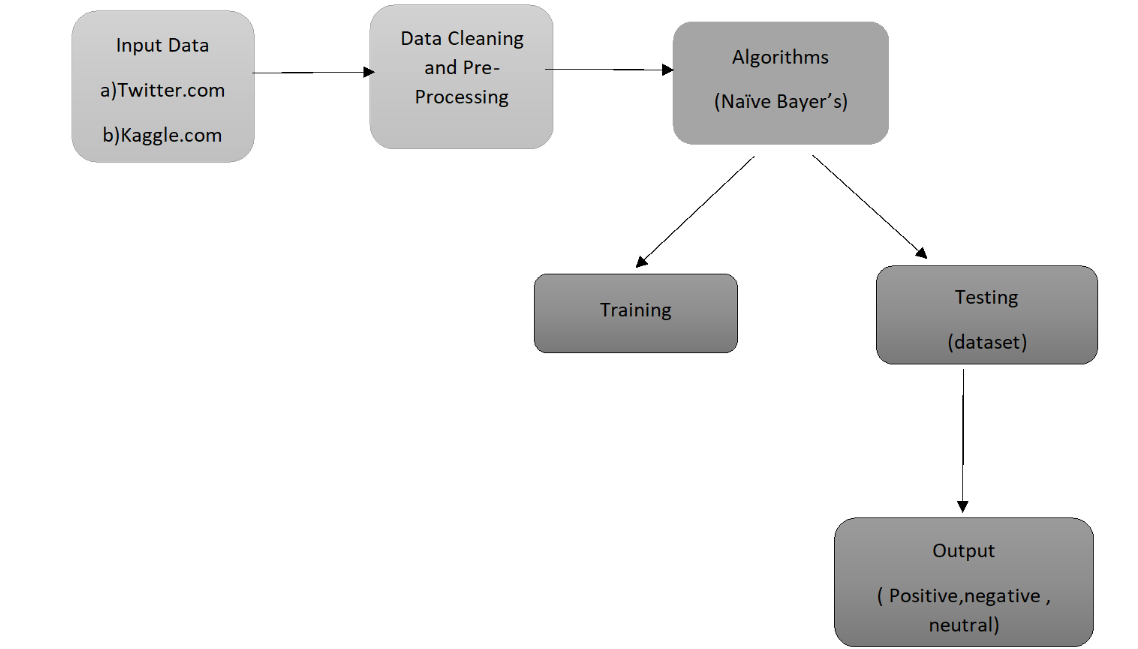 Input Data
a)Twitter.com
b)Kaggle.com
Data Cleaning
and Pre-
Processing
Algorithms
(Naïve Bayer’s)
Training
Testing
(dataset)
Output
( Positive,negative ,
neutral)